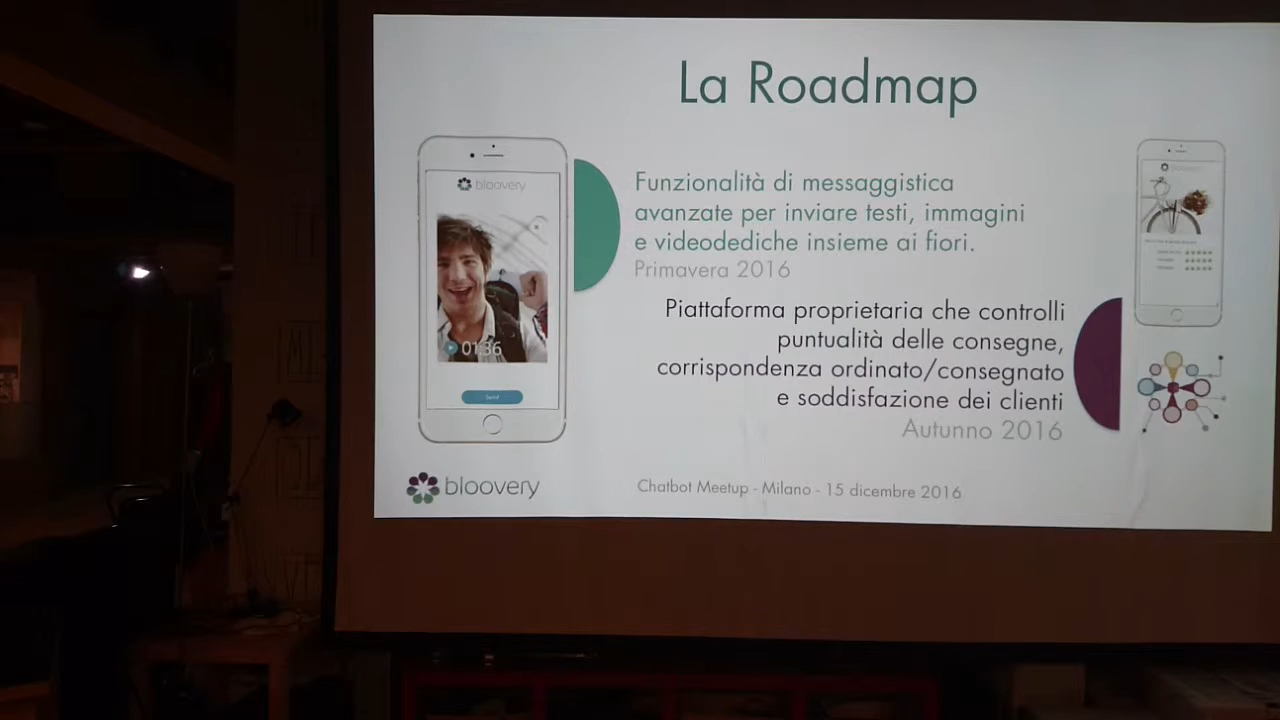 La Roadmap
bloovery
01:36
Send
Funzionalità di messaggistica
avanzate per inviare testi, immagini
e videodediche insieme ai fiori.
Primavera 2016
Piattaforma proprietaria che controlli
puntualità delle consegne,
corrispondenza ordinato/consegnato
e soddisfazione dei clienti
Autunno 2016
bloovery
Chatbot Meetup - Milano - 15 dicembre 2016